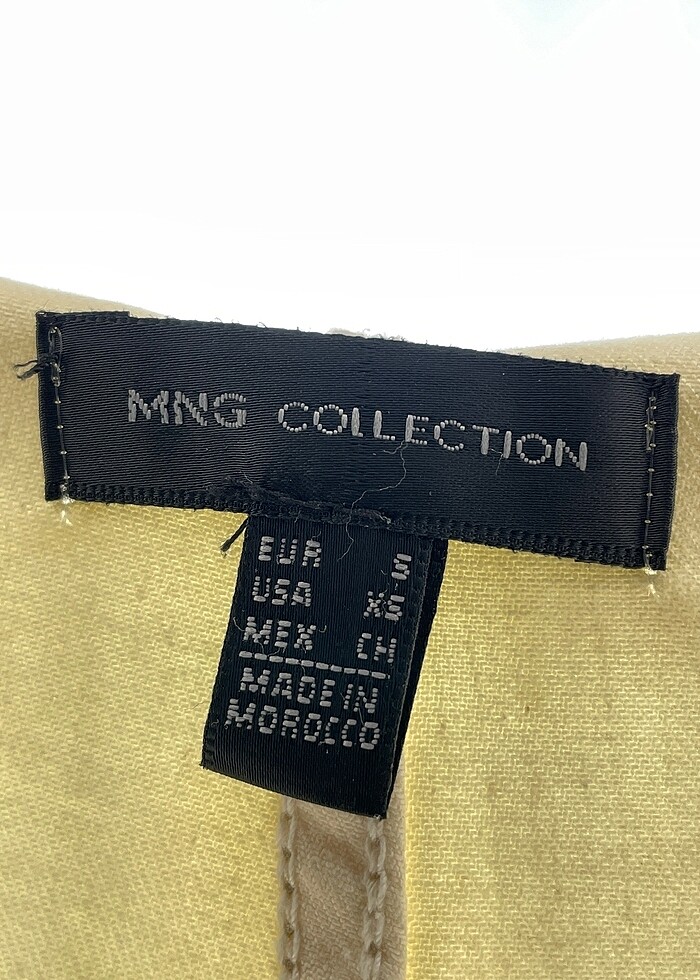 MNG COLLECTION
EUR S
USA XS
MEX CH
MADE IN
MOROCCO